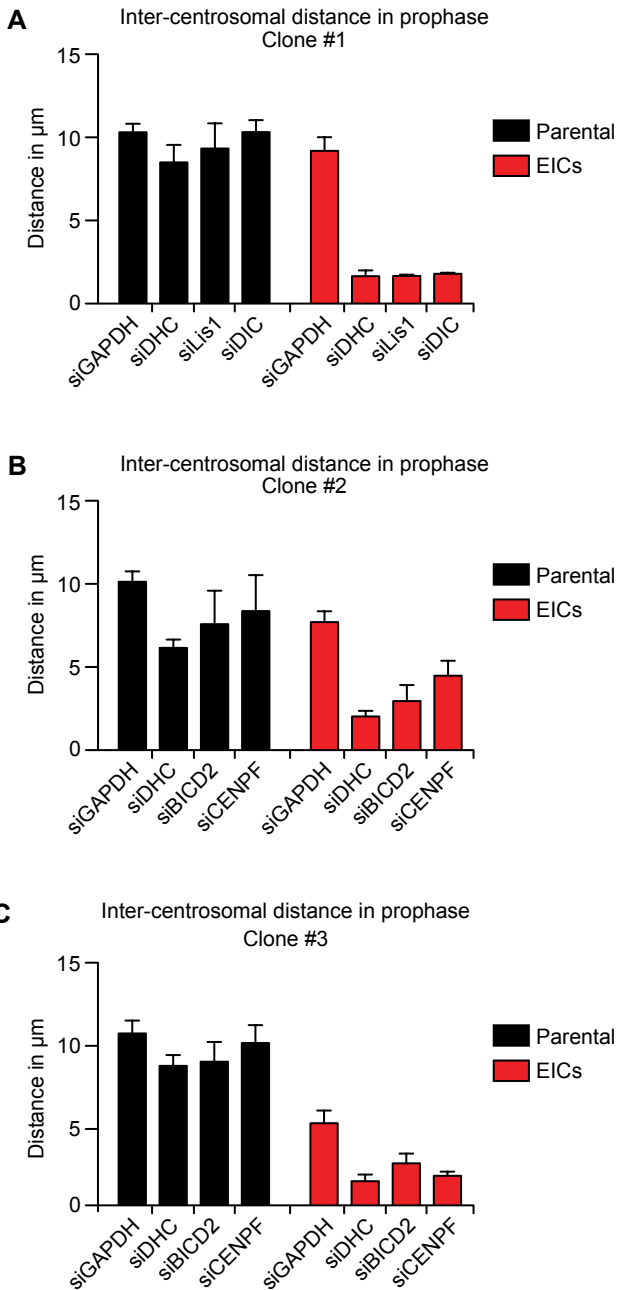 A
Inter-centrosomal distance in prophase
Clone #1
Distance in µm
15
10
5
0
siGAPDH
siDHC
siLis1
siDIC
siGAPDH
siDHC
siLis1
siDIC
Parental
EICs
B
Inter-centrosomal distance in prophase
Clone #2
Distance in µm
15
10
5
0
siGAPDH
siDHC
siBICD2
siCENPF
siGAPDH
siDHC
siBICD2
siCENPF
Parental
EICs
C
Inter-centrosomal distance in prophase
Clone #3
Distance in µm
15
10
5
0
siGAPDH
siDHC
siBICD2
siCENPF
siGAPDH
siDHC
siBICD2
siCENPF
Parental
EICs